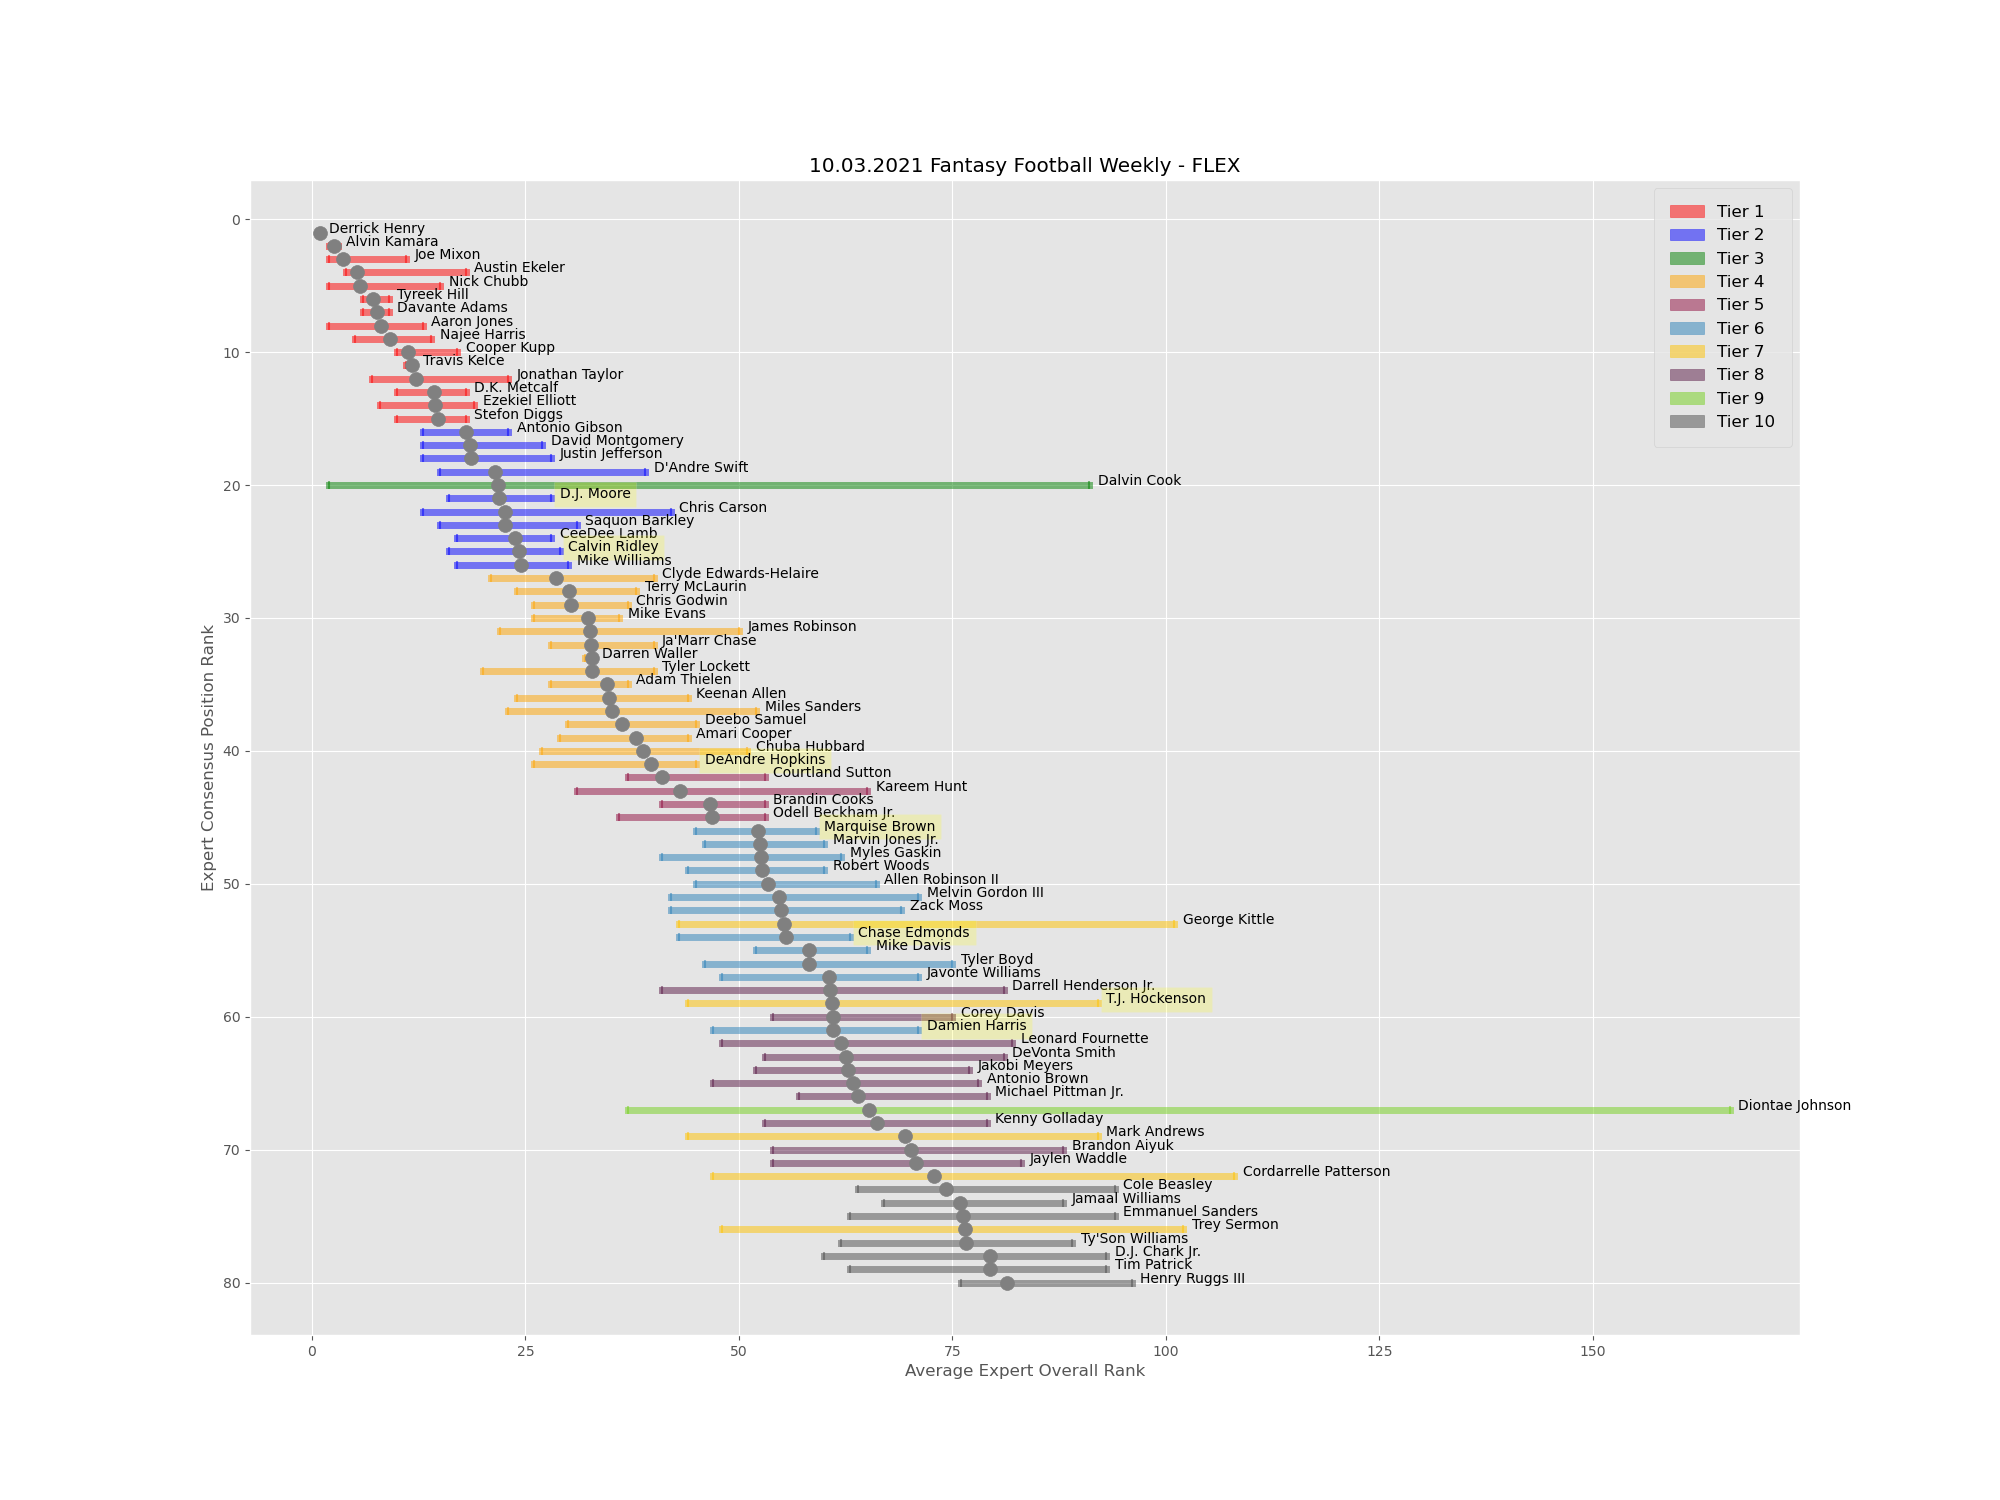 10.03.2021 Fantasy Football Weekly - FLEX
Tier 1
Tier 2
Tier 3
Tier 4
Tier 5
Tier 6
Tier 7
Tier 8
Tier 9
Tier 10
Expert Consensus Position Rank
0
10
20
30
40
50
60
70
80
Derrick Henry
Alvin Kamara
Joe Mixon
Austin Ekeler
Nick Chubb
Tyreek Hill
Davante Adams
Aaron Jones
Najee Harris
Cooper Kupp
Travis Kelce
Jonathan Taylor
D.K. Metcalf
Ezekiel Elliott
Stefon Diggs
Antonio Gibson
David Montgomery
Justin Jefferson
D'Andre Swift
Dalvin Cook
D.J. Moore
Chris Carson
Saquon Barkley
CeeDee Lamb
Calvin Ridley
Mike Williams
Clyde Edwards-Helaire
Terry McLaurin
Chris Godwin
Mike Evans
James Robinson
Ja'Marr Chase
Darren Waller
Tyler Lockett
Adam Thielen
Keenan Allen
Miles Sanders
Deebo Samuel
Amari Cooper
Chuba Hubbard
DeAndre Hopkins
Courtland Sutton
Kareem Hunt
Brandin Cooks
Odell Beckham Jr.
Marquise Brown
Marvin Jones Jr.
Myles Gaskin
Robert Woods
Allen Robinson II
Melvin Gordon III
Zack Moss
George Kittle
Chase Edmonds
Mike Davis
Tyler Boyd
Javonte Williams
Darrell Henderson Jr.
T.J. Hockenson
Corey Davis
Damien Harris
Leonard Fournette
DeVonta Smith
Jakobi Meyers
Antonio Brown
Michael Pittman Jr.
Diontae Johnson
Kenny Golladay
Mark Andrews
Brandon Aiyuk
Jaylen Waddle
Cordarrelle Patterson
Cole Beasley
Jamaal Williams
Emmanuel Sanders
Trey Sermon
Ty'Son Williams
D.J. Chark Jr.
Tim Patrick
Henry Ruggs III
0
25
50
75
100
125
150
Average Expert Overall Rank